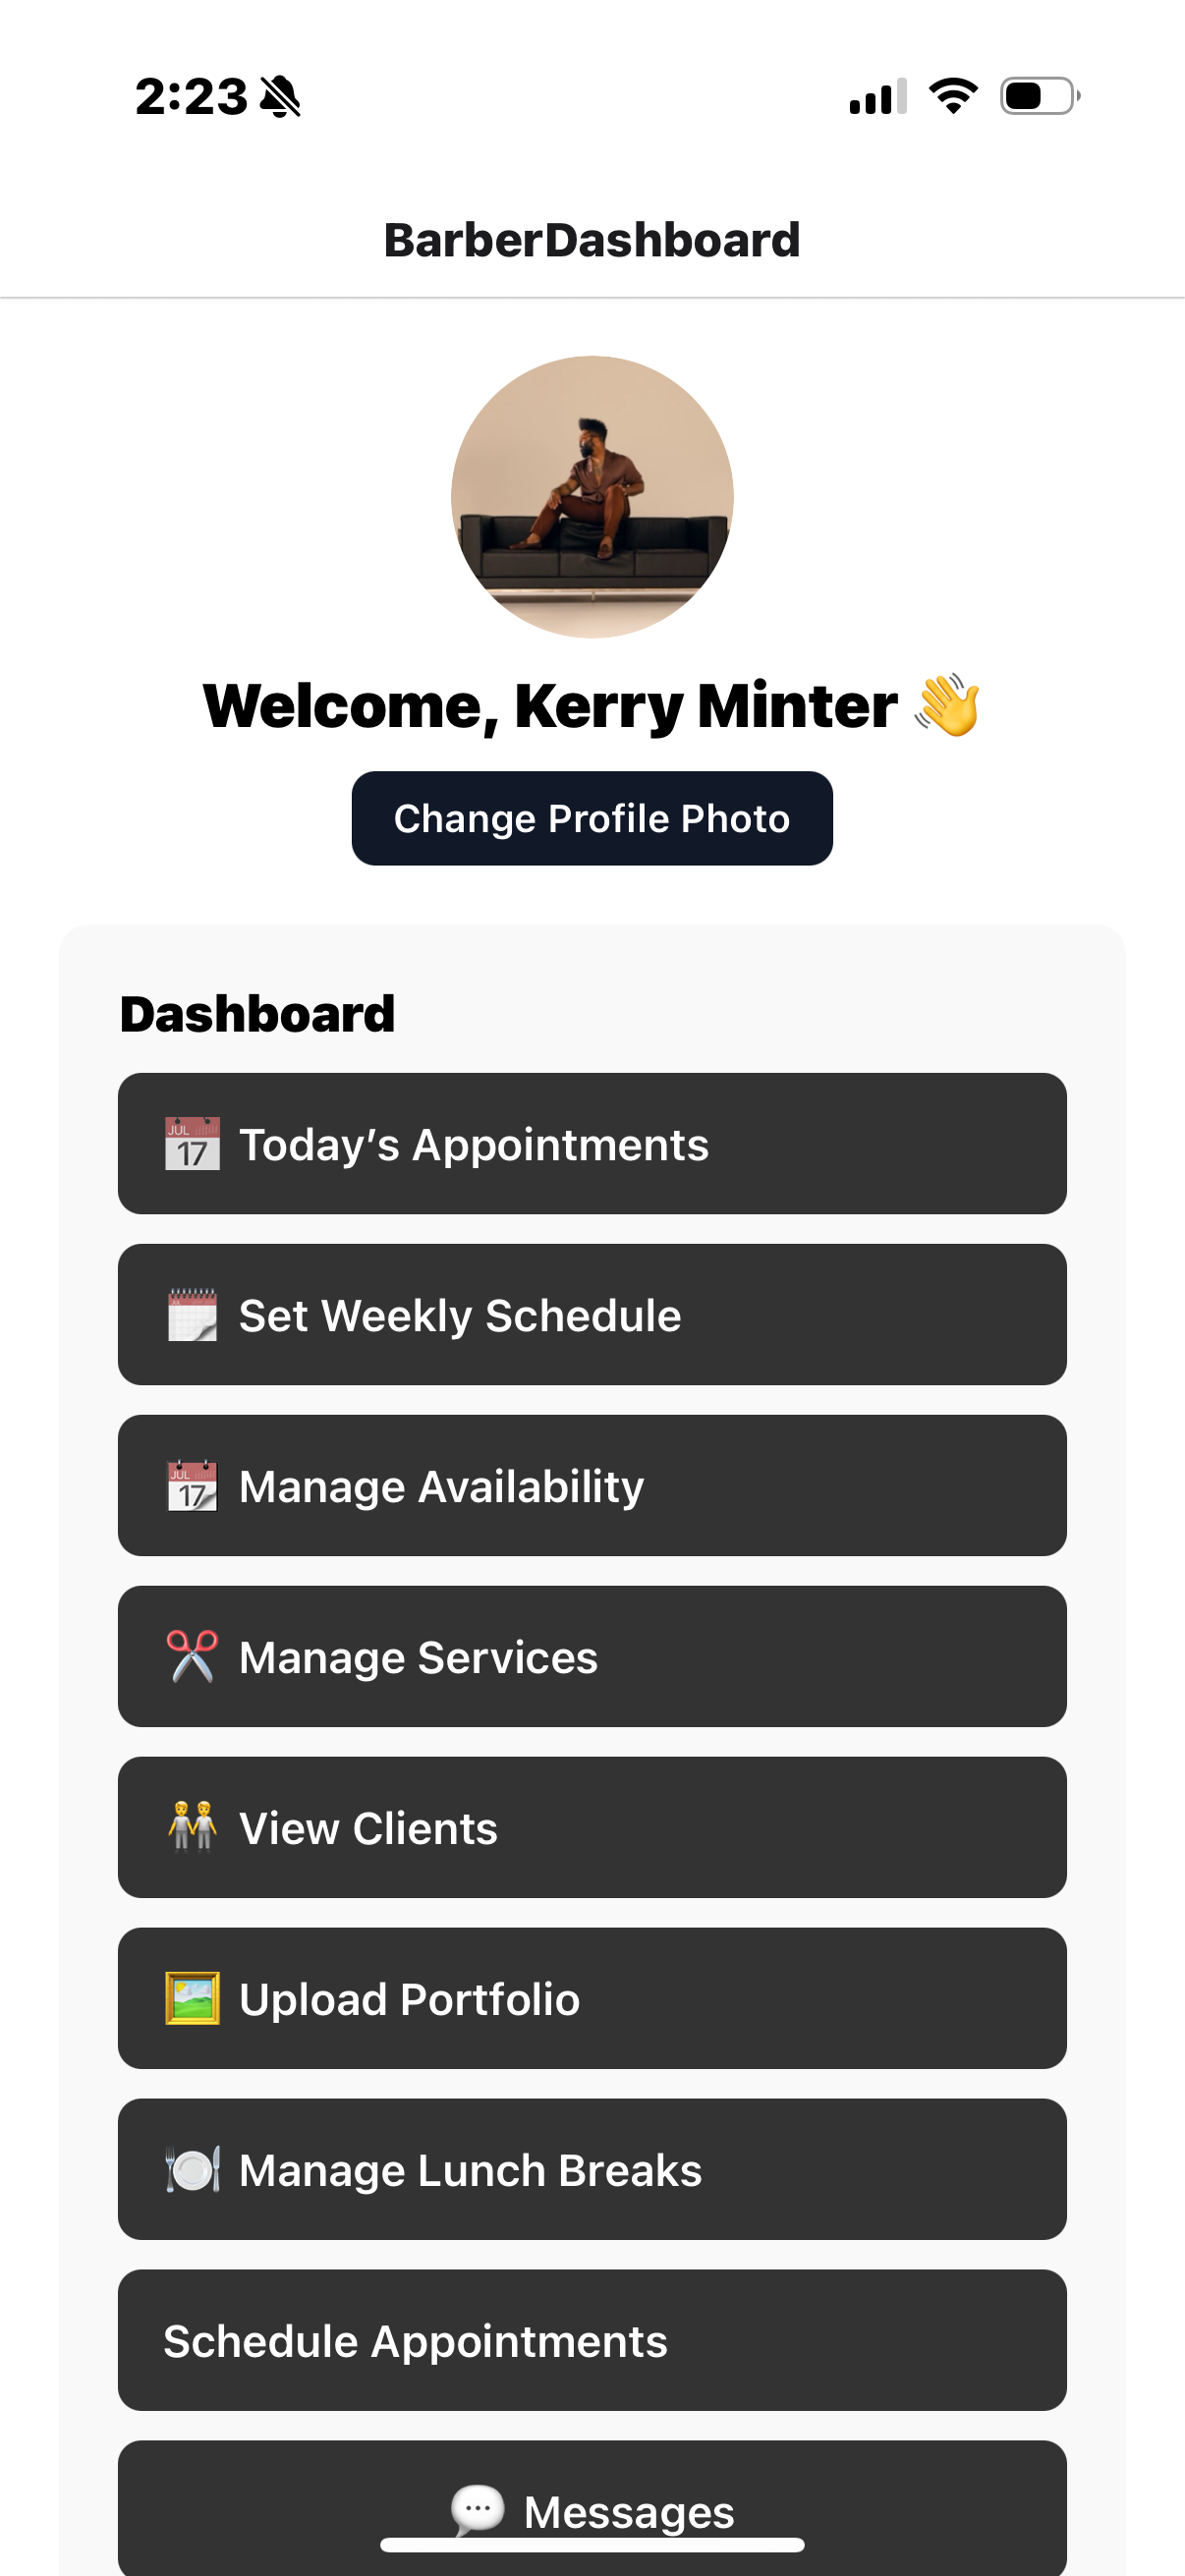 2:23
BarberDashboard
Welcome, Kerry Minter 👋
Change Profile Photo
Dashboard
📅 Today’s Appointments
🗓️ Set Weekly Schedule
📆 Manage Availability
✂️ Manage Services
🧑‍🤝‍🧑 View Clients
🖼️ Upload Portfolio
🍽️ Manage Lunch Breaks
Schedule Appointments
💬 Messages